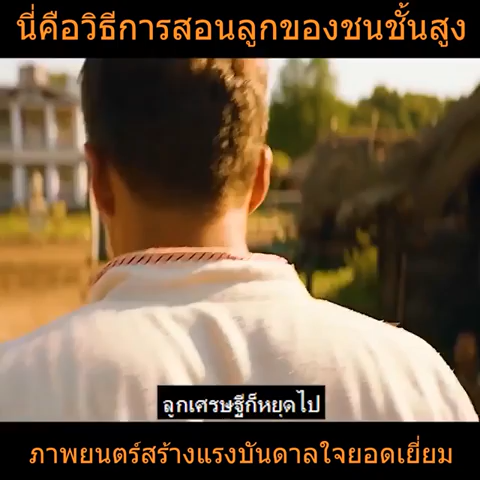 นี่คือวิธีการสอนลูกของชนชั้นสูง
ลูกเศรษฐีก็หยุดไป
ภาพยนตร์สร้างแรงบันดาลใจยอดเยี่ยม